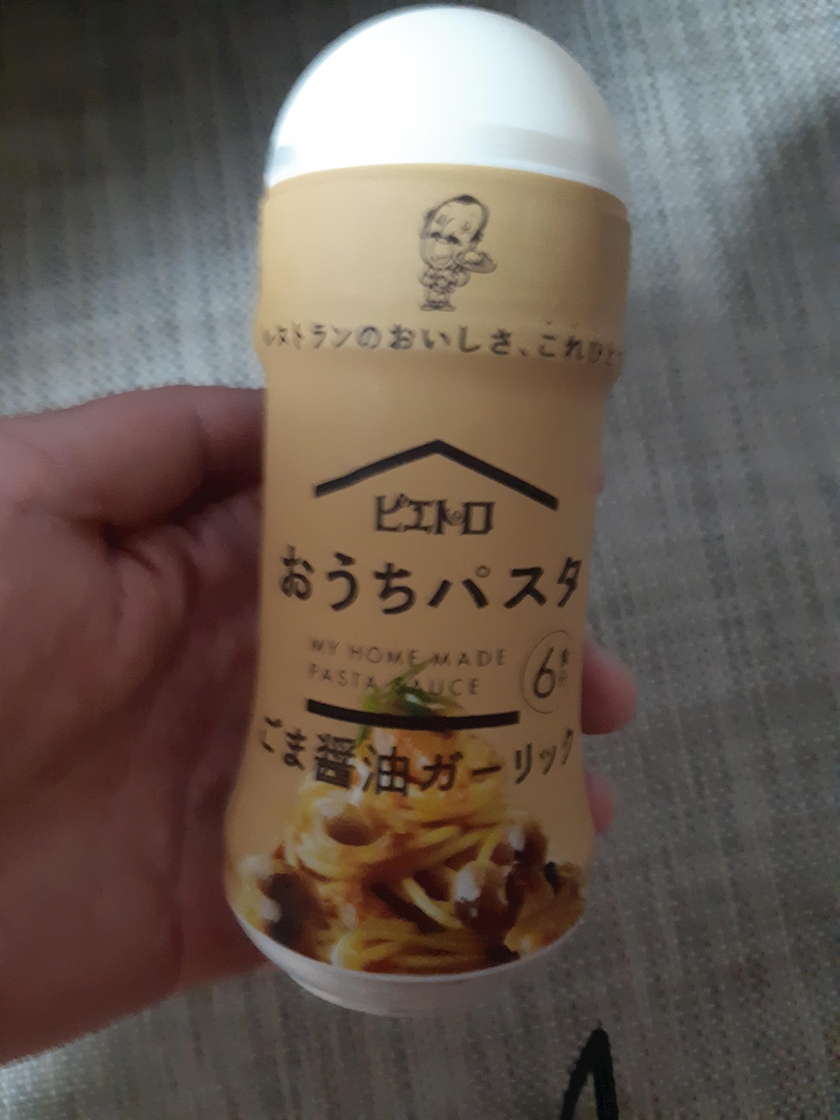 レストランのおいしさ、これひとつ
ピエトロ
おうちパスタ
MY HOME MADE
PASTA SAUCE
6食分
ごま醤油ガーリック